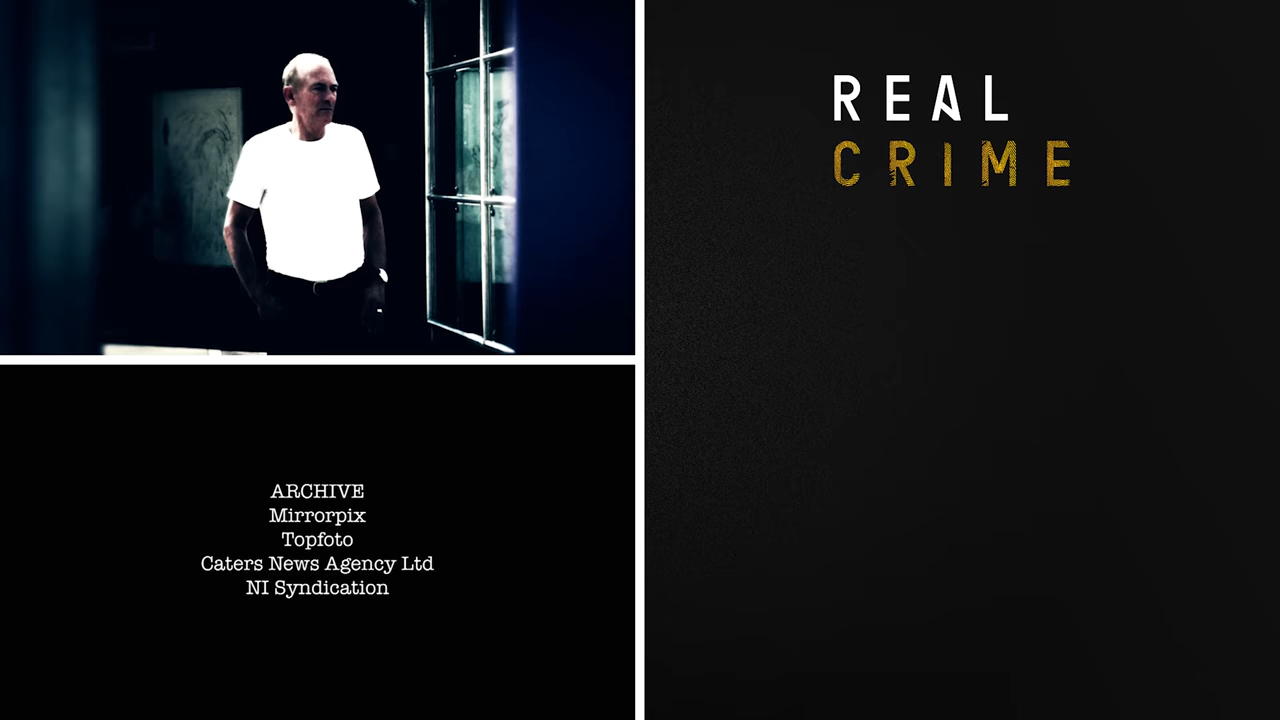 ARCHIVE
Mirrorpix
Topfoto
Caters News Agency Ltd
NI Syndication
REAL
CRIME